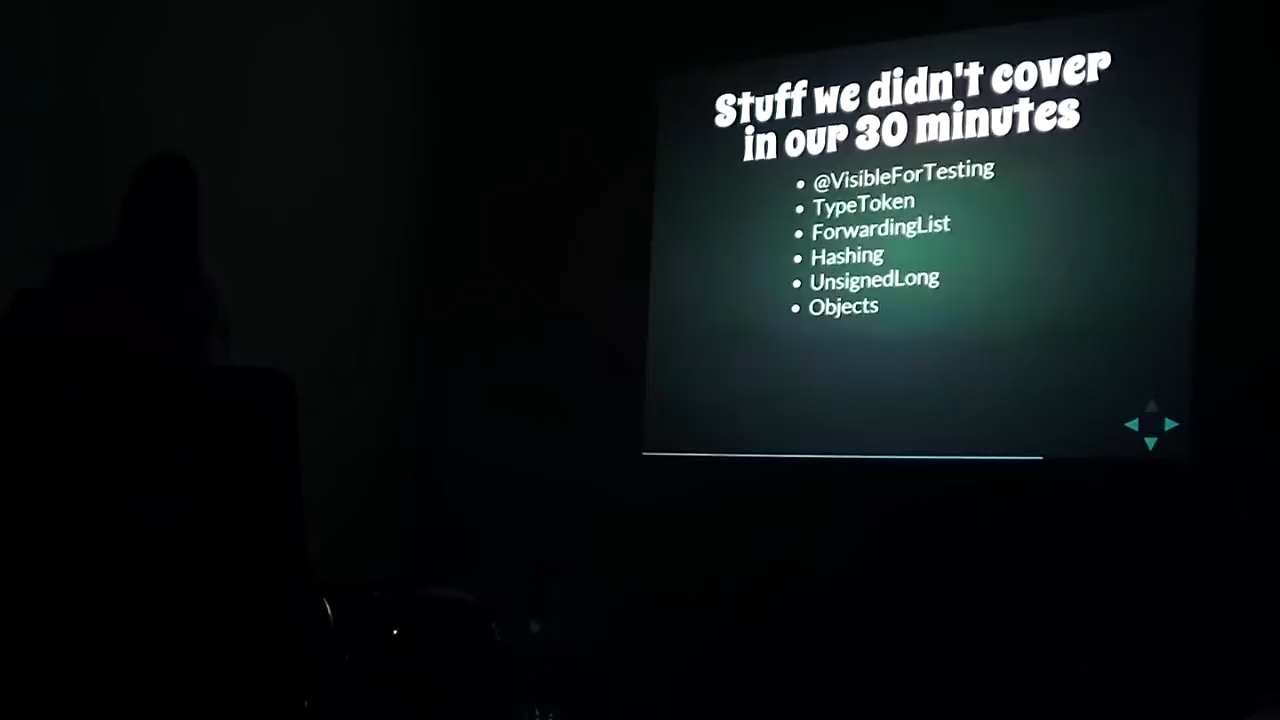 Stuff we didn't cover
in our 30 minutes
@VisibleForTesting
TypeToken
ForwardingList
Hashing
UnsignedLong
Objects